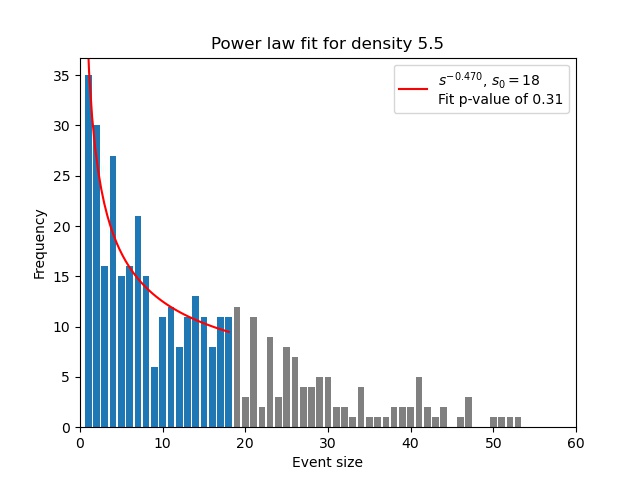 Power law fit for density 5.5
s^{-0.470}, s_0 = 18
Fit p-value of 0.31
Frequency
35
30
25
20
15
10
5
0
0 10 20 30 40 50 60
Event size